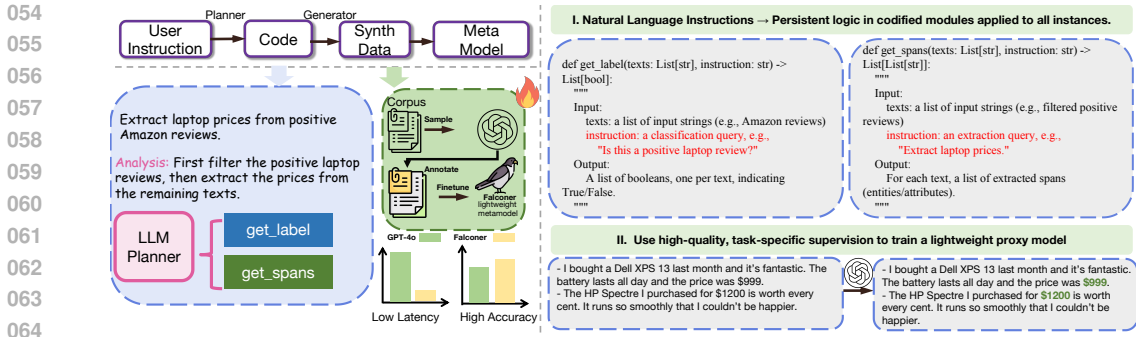 054
055
056
057
058
059
060
061
062
063
064
Planner
Generator
User Instruction
Code
Synth Data
Meta Model
Extract laptop prices from positive
Amazon reviews.
Analysis: First filter the positive laptop
reviews, then extract the prices from
the remaining texts.
LLM
Planner
get_label
get_spans
Corpus
Sample
Annotate
Finetune
Falconer
lightweight
metamodel
GPT-4o
Falconer
Low Latency
High Accuracy
I. Natural Language Instructions → Persistent logic in codified modules applied to all instances.
def get_label(texts: List[str], instruction: str) ->
List[bool]:
"""
Input:
texts: a list of input strings (e.g., Amazon reviews)
instruction: a classification query, e.g.,
"Is this a positive laptop review?"
Output:
A list of booleans, one per text, indicating
True/False.
"""
def get_spans(texts: List[str], instruction: str) ->
List[List[str]]:
"""
Input:
texts: a list of input strings (e.g., filtered positive
reviews)
instruction: an extraction query, e.g.,
"Extract laptop prices."
Output:
For each text, a list of extracted spans
(entities/attributes).
"""
II. Use high-quality, task-specific supervision to train a lightweight proxy model
- I bought a Dell XPS 13 last month and it's fantastic. The
battery lasts all day and the price was $999.
- The HP Spectre I purchased for $1200 is worth every
cent. It runs so smoothly that I couldn't be happier.
- I bought a Dell XPS 13 last month and it's fantastic.
The battery lasts all day and the price was $999.
- The HP Spectre I purchased for $1200 is worth
every cent. It runs so smoothly that I couldn't be
happier.